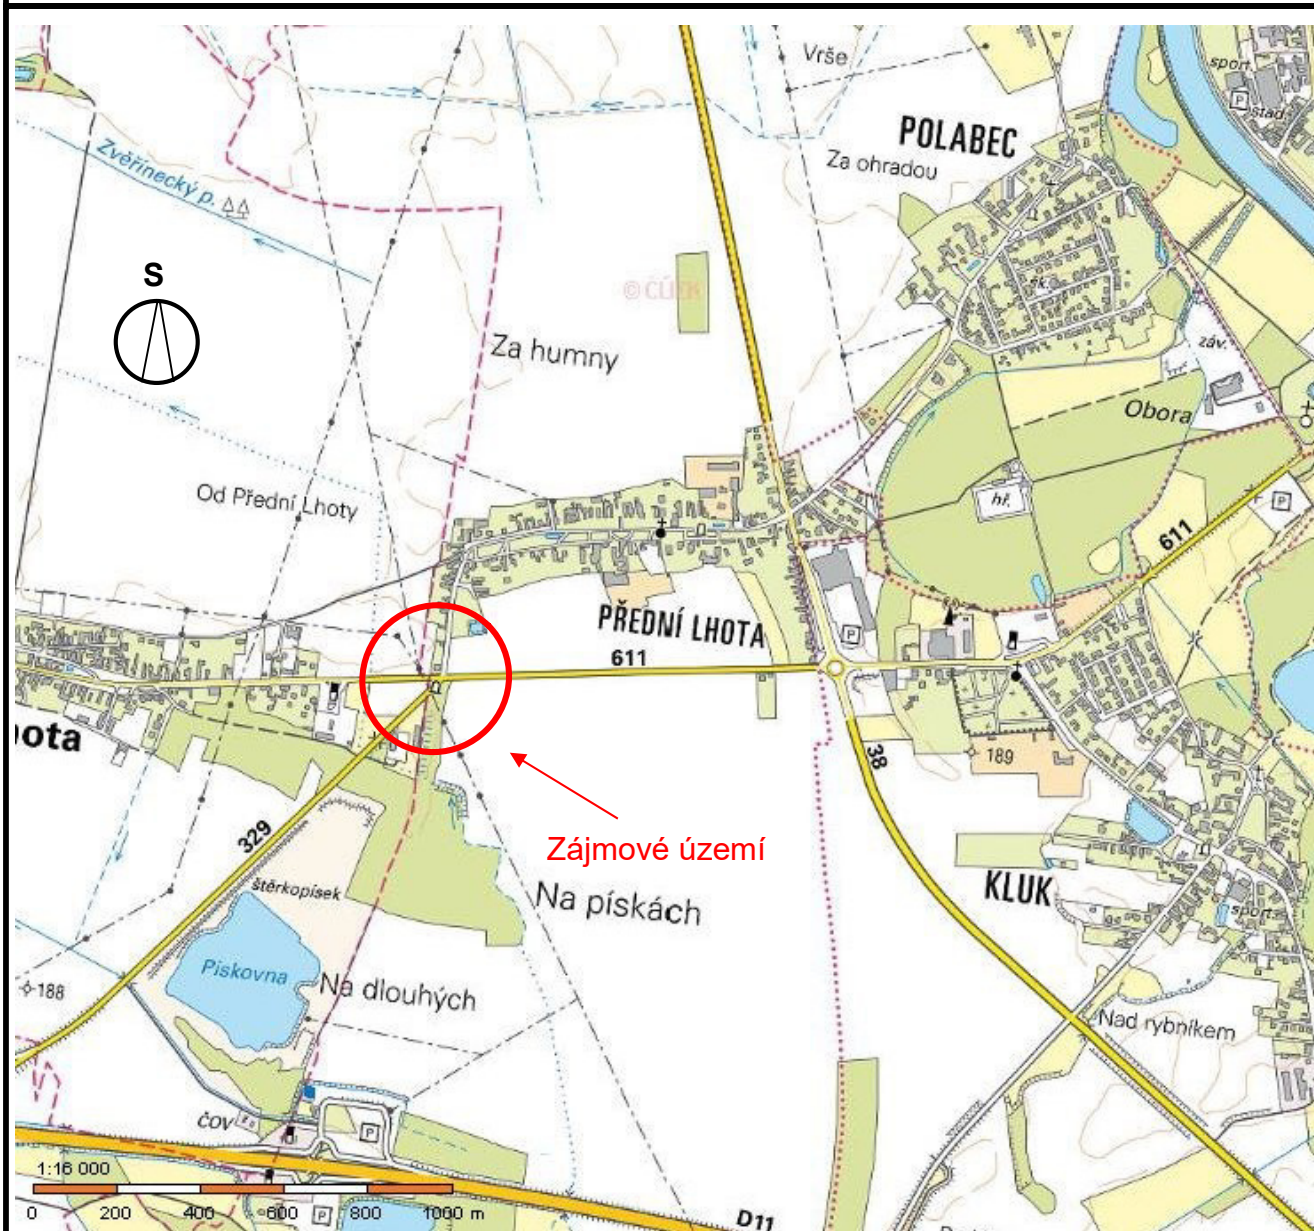 Vrše
sport.
P
stad.
POLABEC
Za ohradou
Zvěřinecký p.
S
© ČÚZK
šk.
Za humny
záv.
Obora
Od Přední Lhoty
hř.
P
611
PŘEDNÍ LHOTA
P
611
ota
38
189
329
Zájmové území
štěrkopísek
Na pískách
KLUK
sport.
Pískovna
Na dlouhých
188
Nad rybníkem
ČOV
P
1:16 000
0 200 400 600 P 800 1000 m
D11